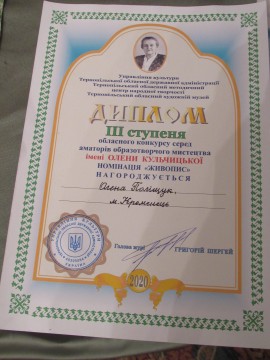 Управління культури
Тернопільської обласної державної адміністрації
Тернопільський обласний методичний
центр народної творчості
Тернопільський обласний художній музей
ДИПЛОМ
III ступеня
обласного конкурсу серед
аматорів образотворчого мистецтва
імені ОЛЕНИ КУЛЬЧИЦЬКОЇ
НОМІНАЦІЯ «ЖИВОПИС»
НАГОРОДЖУЄТЬСЯ
Олена Поліщук,
м. Кременець
Голова журі
ГРИГОРІЙ ШЕРГЕЙ
2020